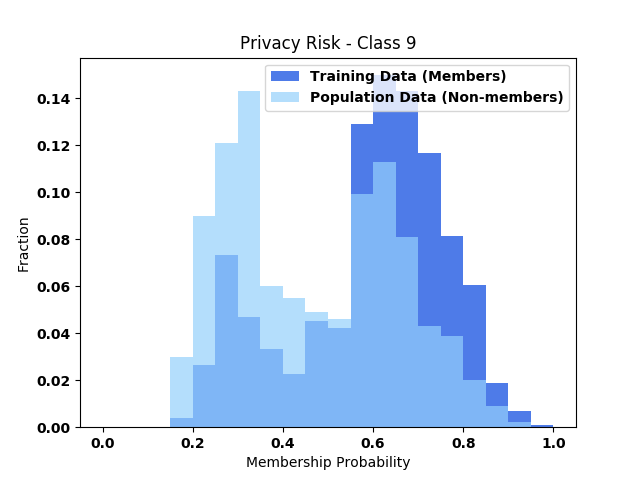 Privacy Risk - Class 9
Training Data (Members)
Population Data (Non-members)
0.14
0.12
0.10
0.08
0.06
0.04
0.02
0.00
Fraction
0.0 0.2 0.4 0.6 0.8 1.0
Membership Probability